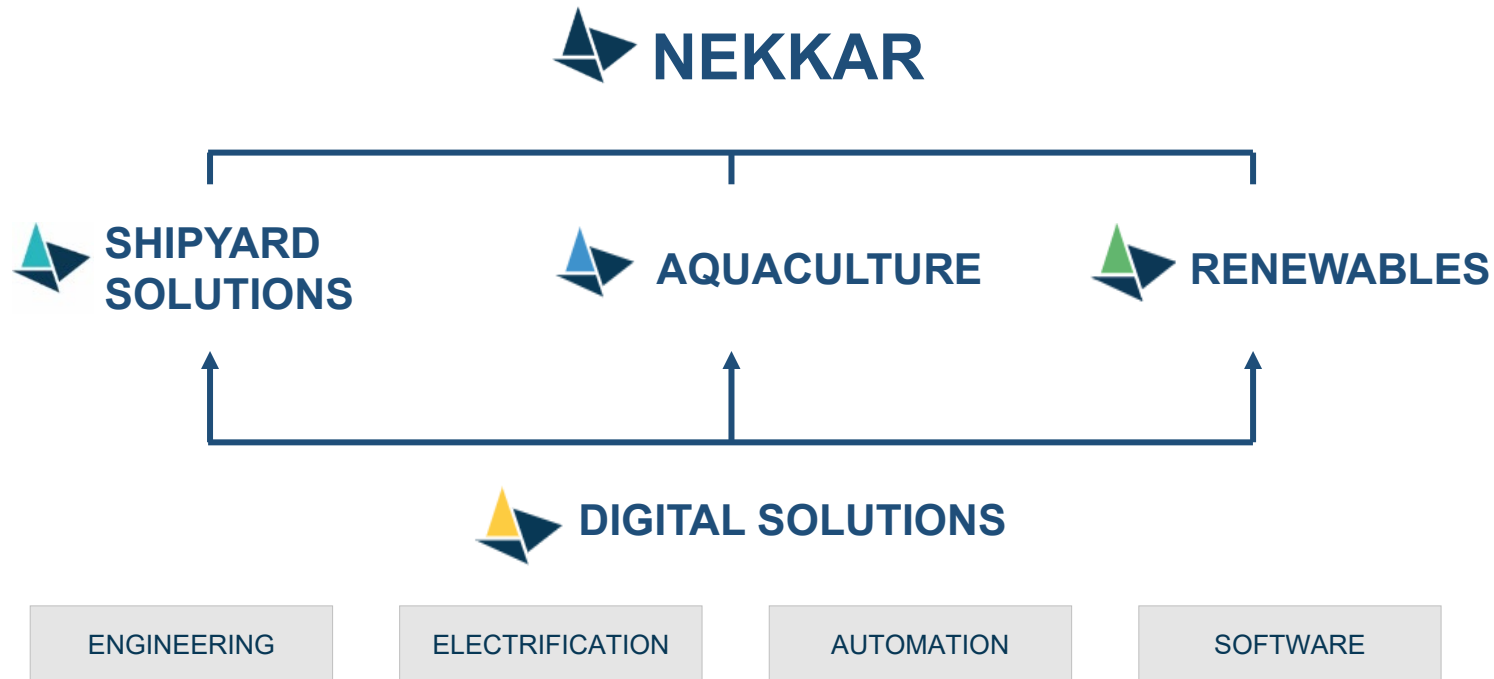 NEKKAR
SHIPYARD
SOLUTIONS
AQUACULTURE
RENEWABLES
DIGITAL SOLUTIONS
ENGINEERING
ELECTRIFICATION
AUTOMATION
SOFTWARE